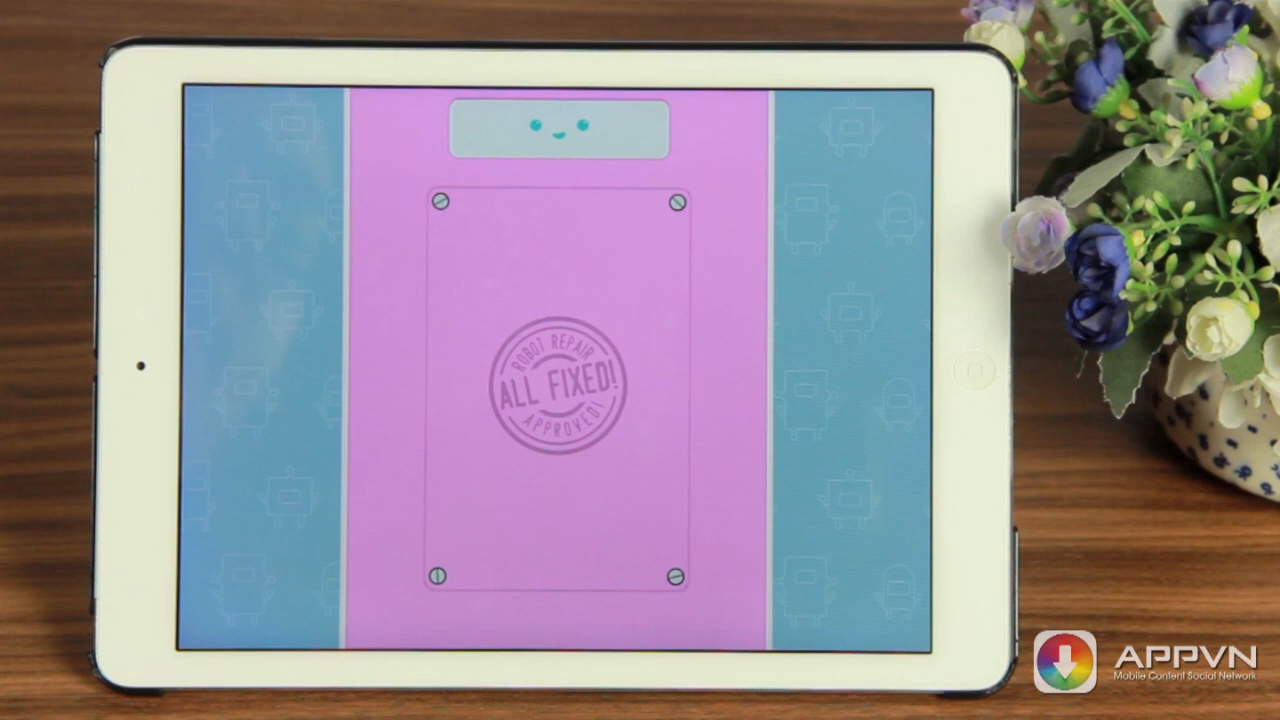 ROBOT REPAIR
ALL FIXED!
APPROVED!
APPVN
Mobile Content Social Network